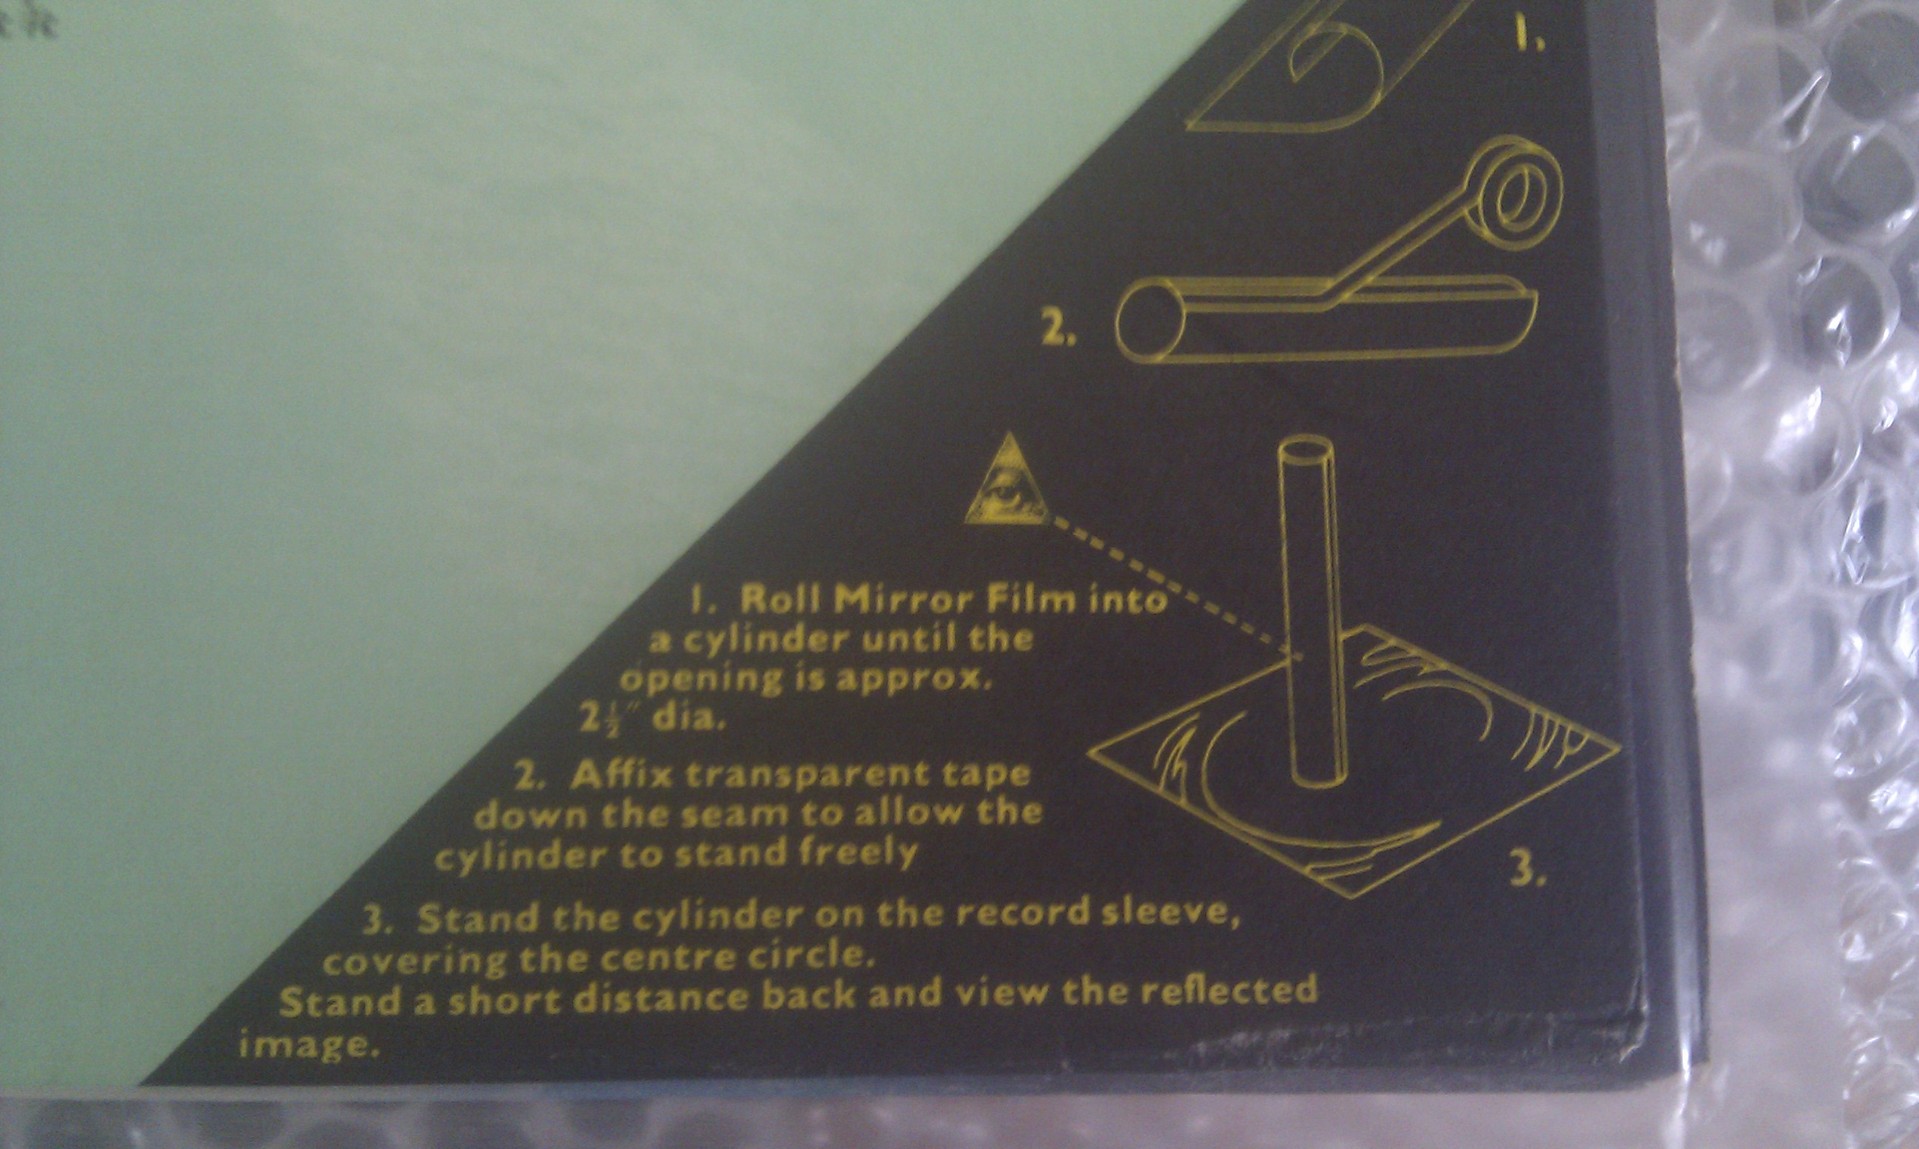 1.
2.
1. Roll Mirror Film into
a cylinder until the
opening is approx.
2½″ dia.
2. Affix transparent tape
down the seam to allow the
cylinder to stand freely
3.
3. Stand the cylinder on the record sleeve,
covering the centre circle.
Stand a short distance back and view the reflected
image.